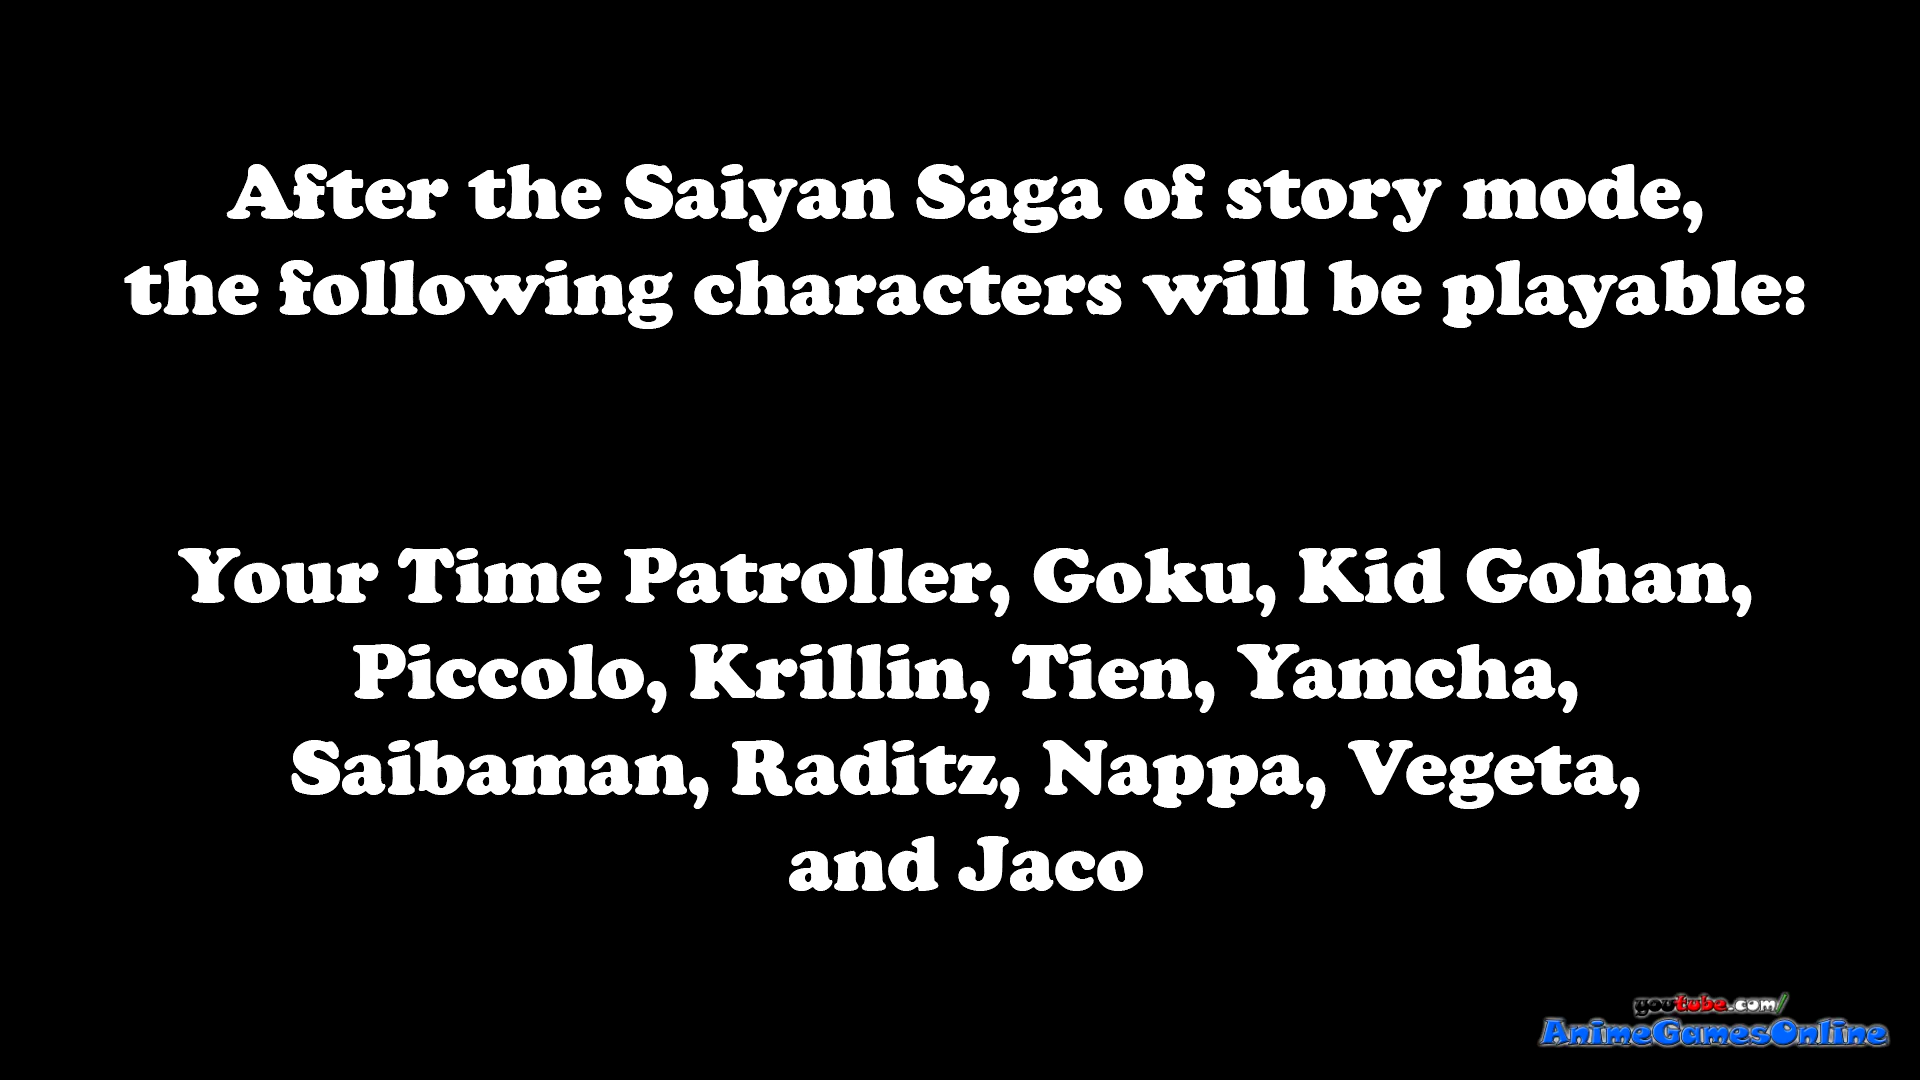 After the Saiyan Saga of story mode,
the following characters will be playable:
Your Time Patroller, Goku, Kid Gohan,
Piccolo, Krillin, Tien, Yamcha,
Saibaman, Raditz, Nappa, Vegeta,
and Jaco
youtube.com/
AnimeGamesOnline